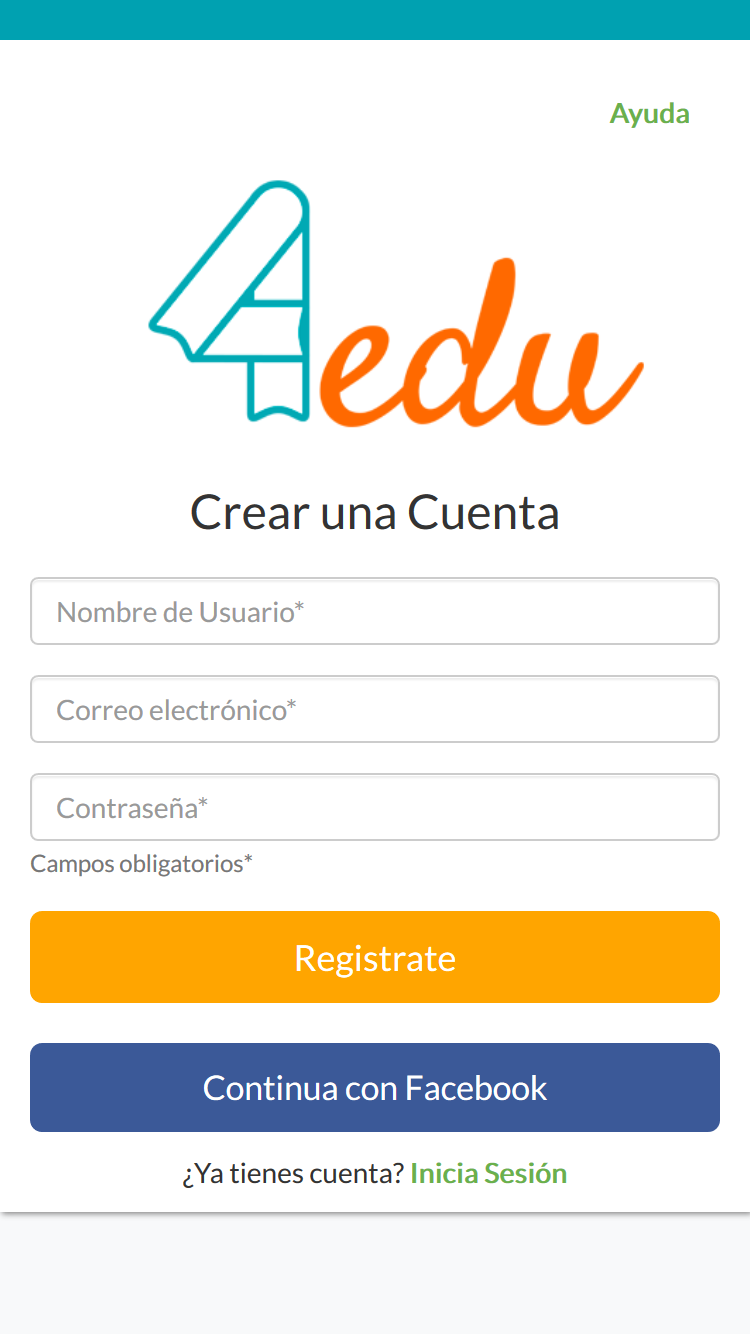 Ayuda
4edu
Crear una Cuenta
Nombre de Usuario*
Correo electrónico*
Contraseña*
Campos obligatorios*
Registrate
Continua con Facebook
¿Ya tienes cuenta? Inicia Sesión